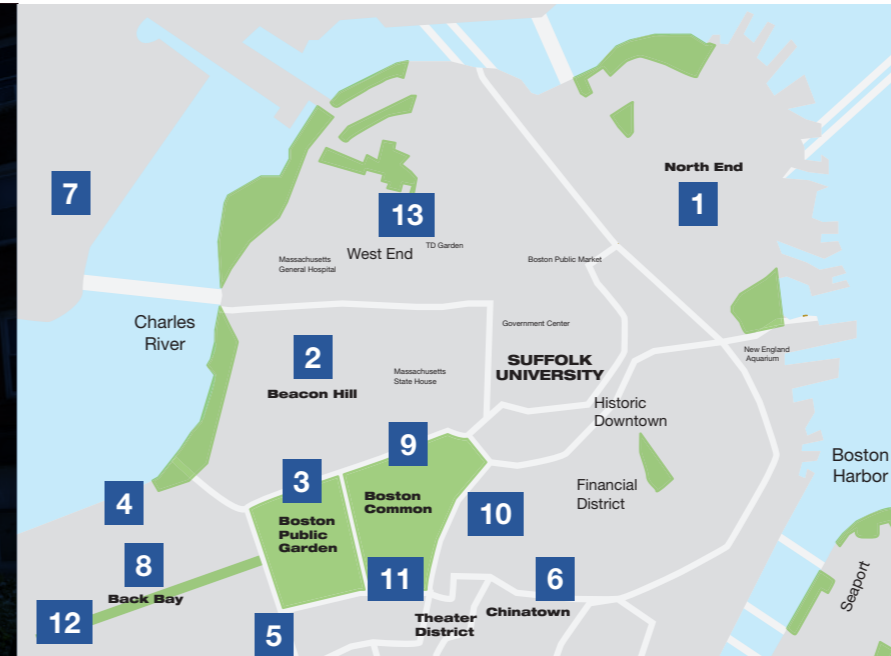 North End
1
7
13
West End
TD Garden
Massachusetts
General Hospital
Boston Public Market
Charles
River
Government Center
2
Beacon Hill
Massachusetts
State House
SUFFOLK
UNIVERSITY
New England
Aquarium
Historic
Downtown
9
Boston
Harbor
3
Boston
Common
4
Financial
District
10
Boston
Public
Garden
8
Back Bay
11
6
Chinatown
Seaport
12
5
Theater
District